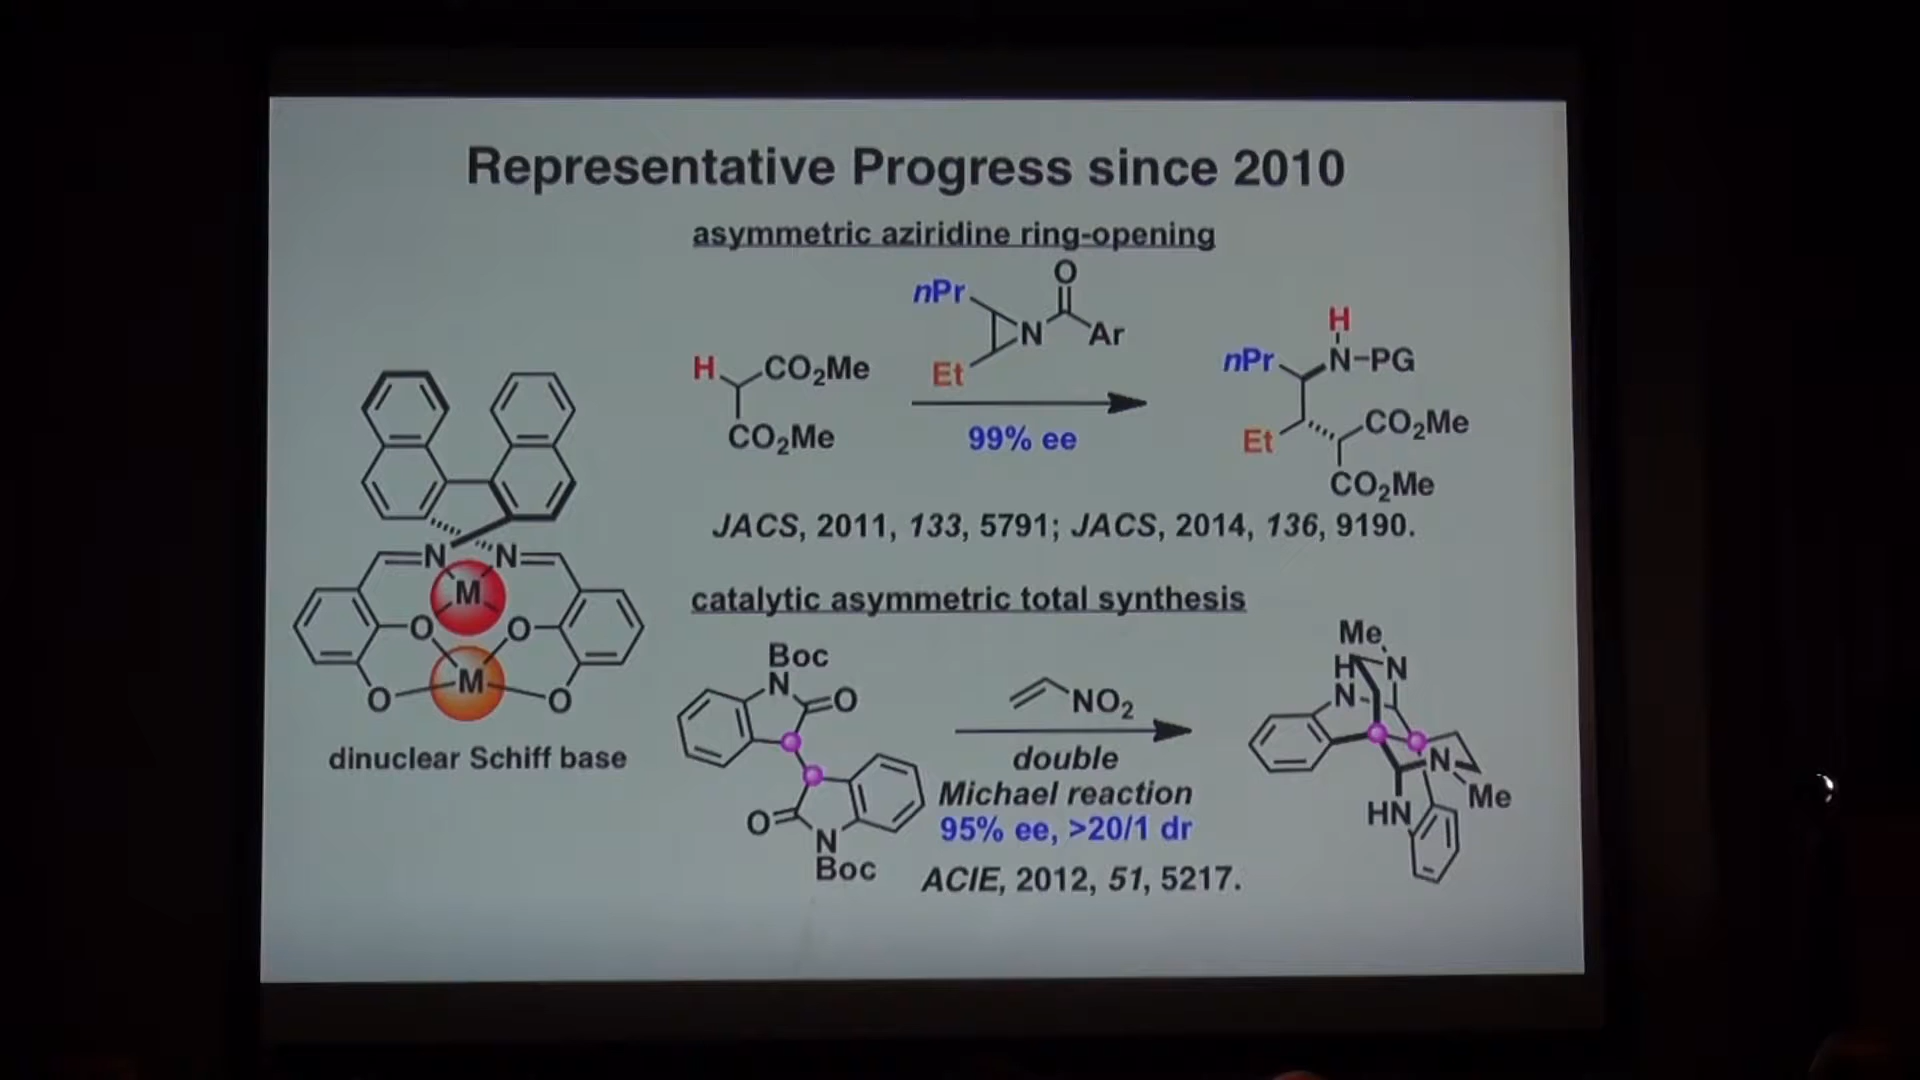 Representative Progress since 2010
asymmetric aziridine ring-opening
nPr
O
N
Ar
Et
H
CO₂Me
CO₂Me
99% ee
H
nPr
N-PG
Et
CO₂Me
CO₂Me
JACS, 2011, 133, 5791; JACS, 2014, 136, 9190.
N
N
M
O
O
M
O
O
dinuclear Schiff base
catalytic asymmetric total synthesis
Boc
N
O
O
N
Boc
NO₂
double
Michael reaction
95% ee, >20/1 dr
ACIE, 2012, 51, 5217.
Me
H
N
N
N
Me
HN